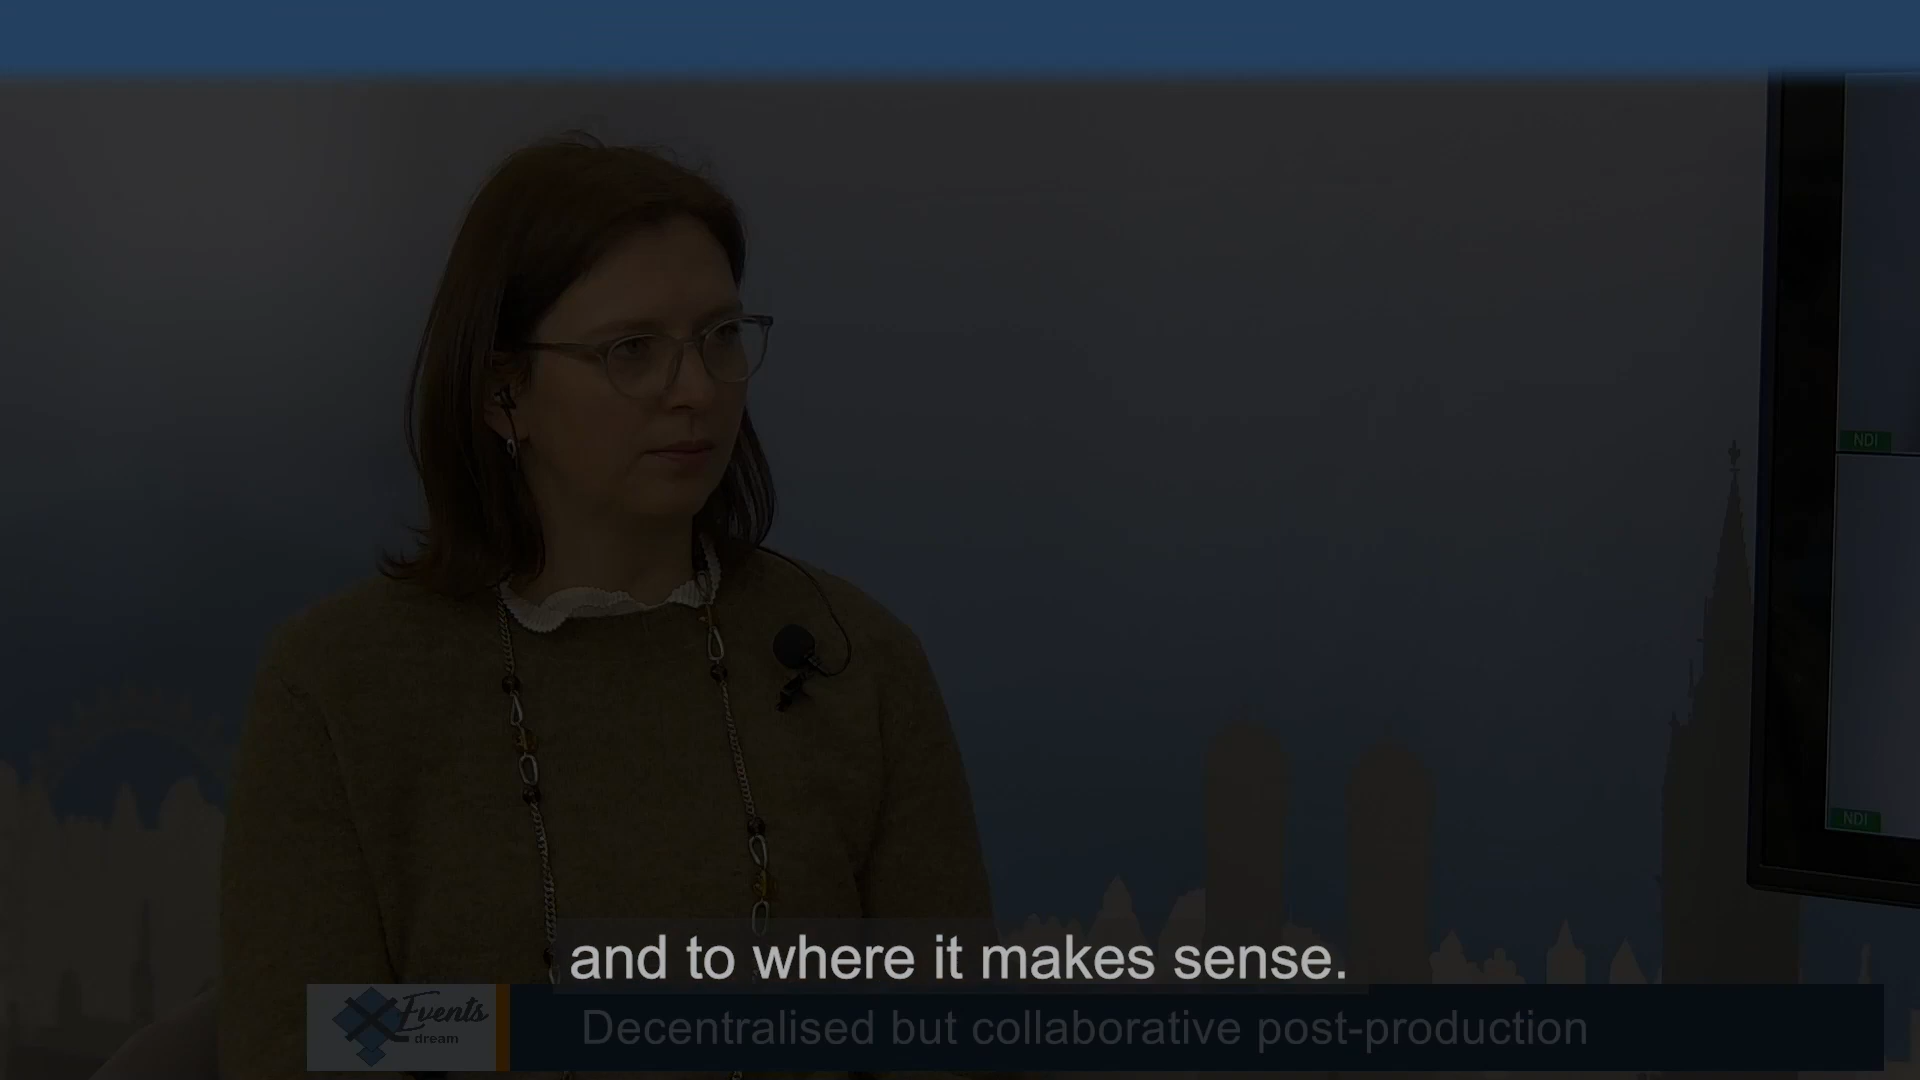 NDI
NDI
and to where it makes sense.
Events
dream
Decentralised but collaborative post-production